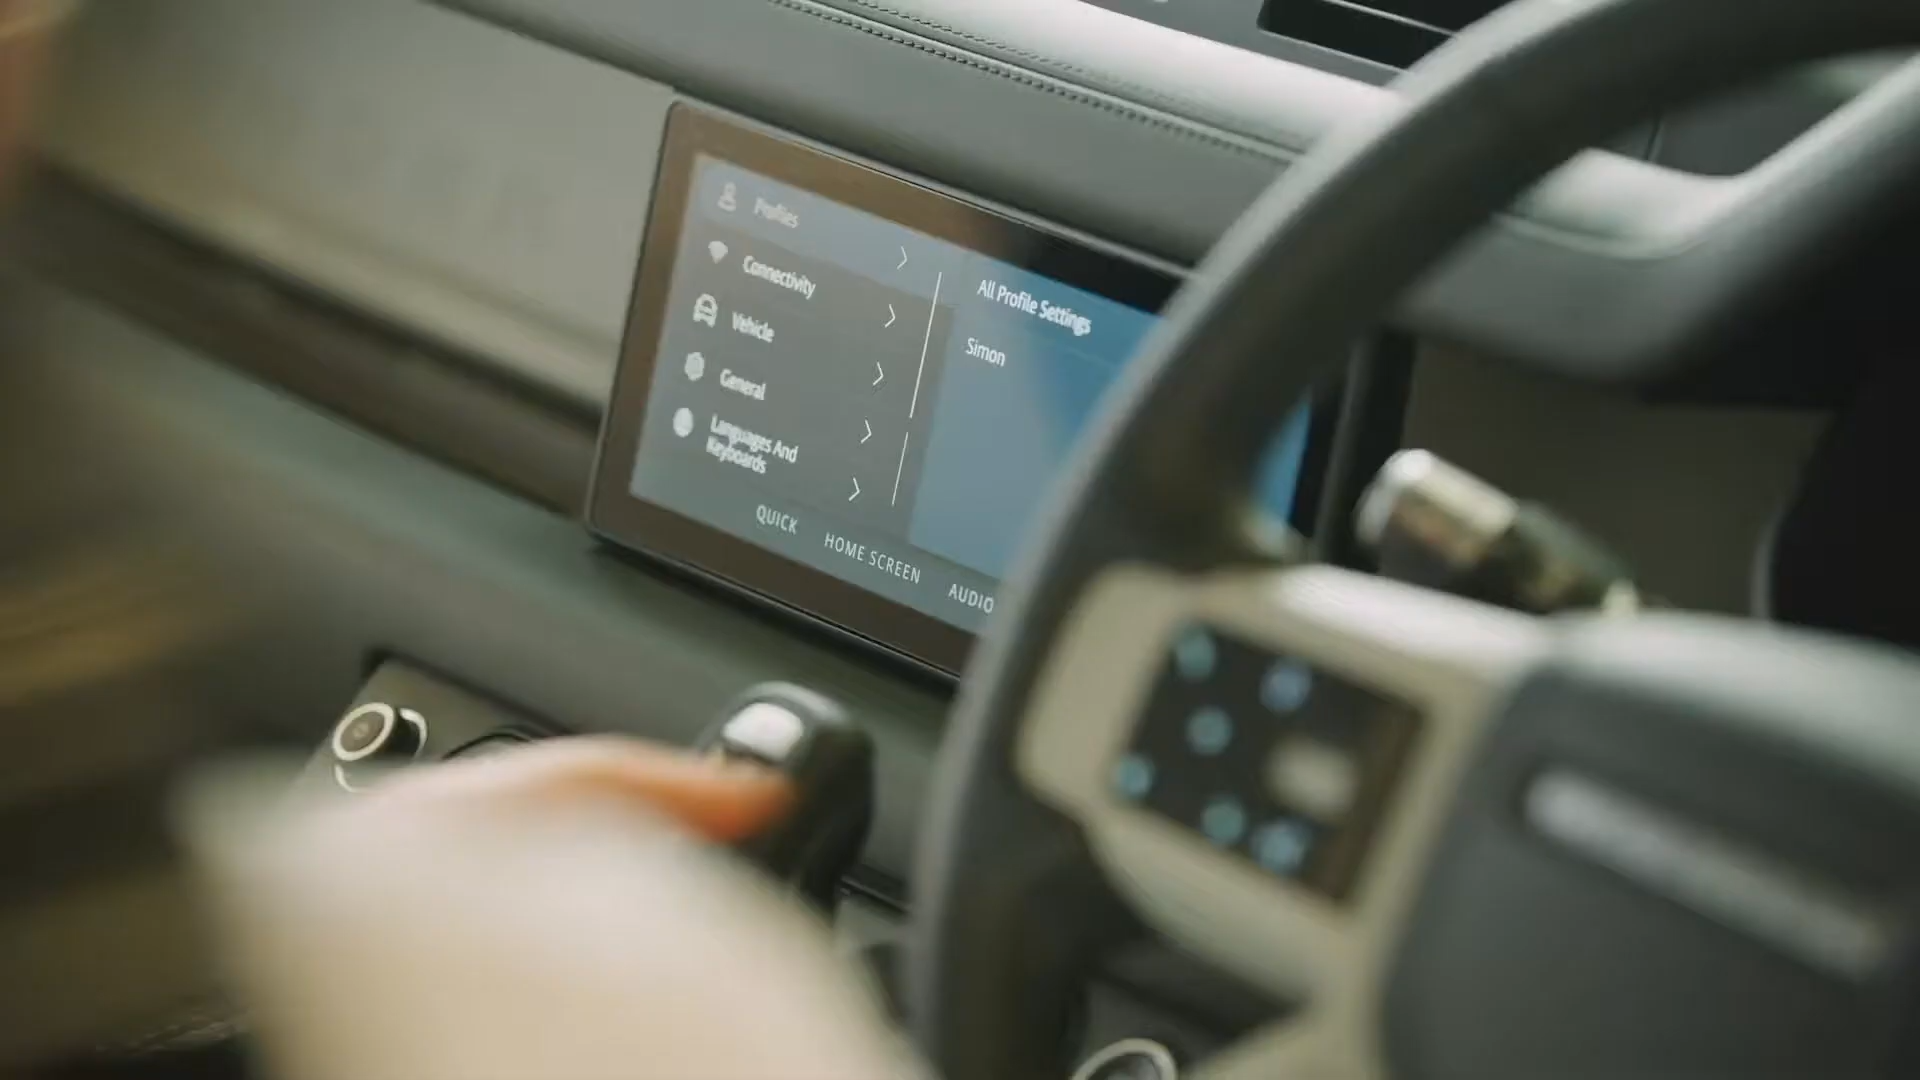 Profiles
Connectivity
Vehicle
General
Languages And
Keyboards
All Profile Settings
Simon
QUICK
HOME SCREEN
AUDIO